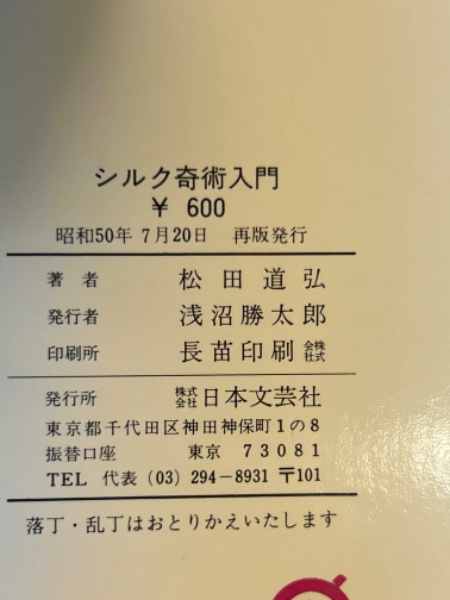 シルク奇術入門
¥ 600
昭和50年 7月20日 再版発行
著者 松田道弘
発行者 浅沼勝太郎
印刷所 長苗印刷株式会社
発行所 株式会社日本文芸社
東京都千代田区神田神保町1の8
振替口座 東京 73081
TEL 代表 (03) 294-8931 〒101
落丁・乱丁はおとりかえいたします